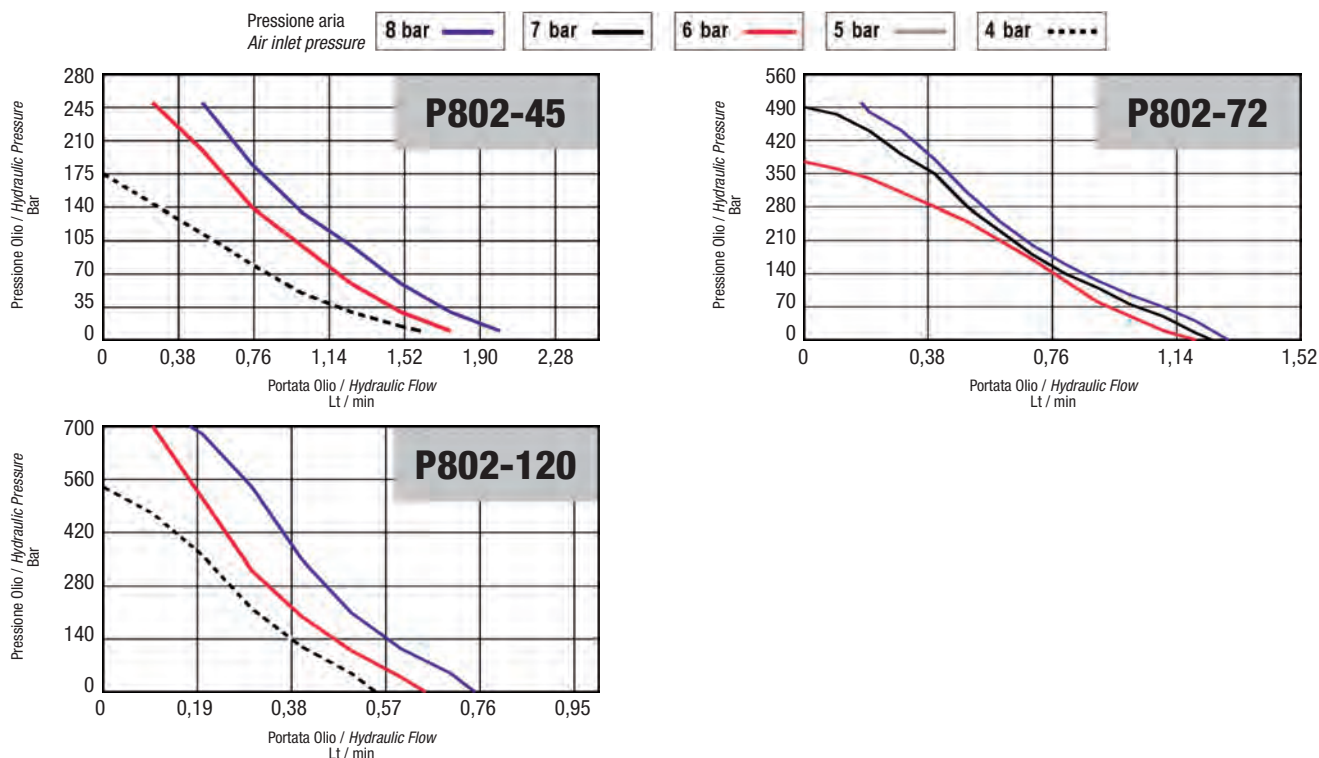 Pressione aria
Air inlet pressure
8 bar
7 bar
6 bar
5 bar
4 bar
P802-45
Pressione Olio / Hydraulic Pressure
Bar
280
245
210
175
140
105
70
35
0
0 0,38 0,76 1,14 1,52 1,90 2,28
Portata Olio / Hydraulic Flow
Lt / min
P802-72
Pressione Olio / Hydraulic Pressure
Bar
560
490
420
350
280
210
140
70
0
0 0,38 0,76 1,14 1,52
Portata Olio / Hydraulic Flow
Lt / min
P802-120
Pressione Olio / Hydraulic Pressure
Bar
700
560
420
280
140
0
0 0,19 0,38 0,57 0,76 0,95
Portata Olio / Hydraulic Flow
Lt / min